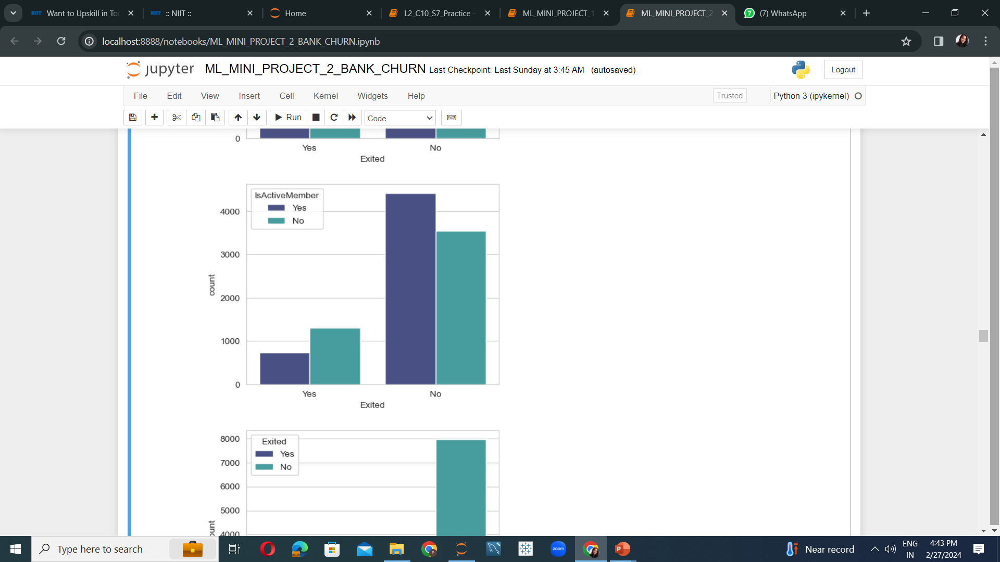 Want to Upskill in Too
:: NIIT ::
Home
L2_C10_S7_Practice -
ML_MINI_PROJECT_1
ML_MINI_PROJECT_2
(7) WhatsApp
localhost:8888/notebooks/ML_MINI_PROJECT_2_BANK_CHURN.ipynb
jupyter ML_MINI_PROJECT_2_BANK_CHURN Last Checkpoint: Last Sunday at 3:45 AM (autosaved)
Logout
File Edit View Insert Cell Kernel Widgets Help
Trusted
Python 3 (ipykernel)
Run
Code
0
Yes No
Exited
IsActiveMember
Yes
No
4000
3000
2000
1000
0
count
Yes No
Exited
Exited
Yes
No
8000
7000
6000
5000
4000
Type here to search
zoom
Near record
ENG
IN
4:43 PM
2/27/2024